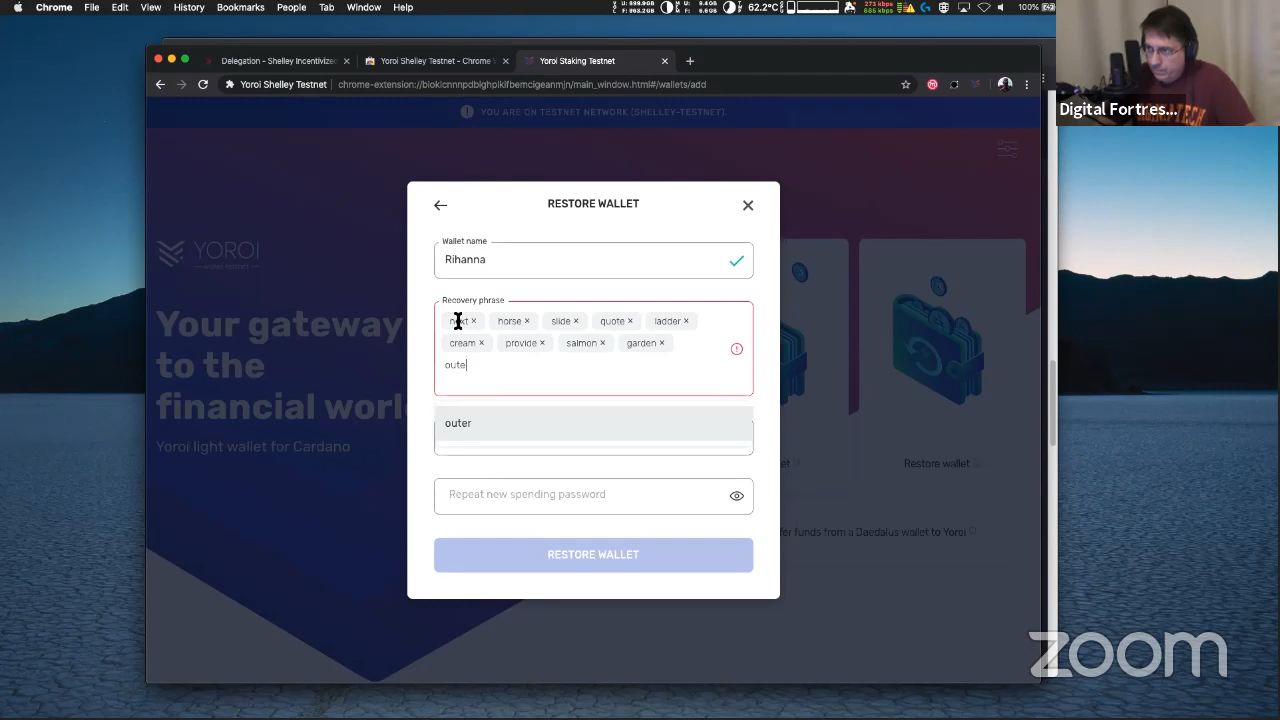 Chrome File Edit View History Bookmarks People Tab Window Help
62.2°C
100%
Delegation - Shelley Incentivize
Yoroi Shelley Testnet - Chrome
Yoroi Staking Testnet
Yoroi Shelley Testnet
chrome-extension://bioklcnnnpdblghplkifbemcigeanmjn/main_window.html#/wallets/add
YOU ARE ON TESTNET NETWORK (SHELLEY-TESTNET).
Digital Fortres...
RESTORE WALLET
Wallet name
Rihanna
YOROI
Recovery phrase
next × horse × slide × quote × ladder ×
cream × provide × salmon × garden ×
oute
outer
Your gateway
to the
financial worl
Yoroi light wallet for Cardano
Restore wallet
Repeat new spending password
er funds from a Daedalus wallet to Yoroi
RESTORE WALLET
zoom